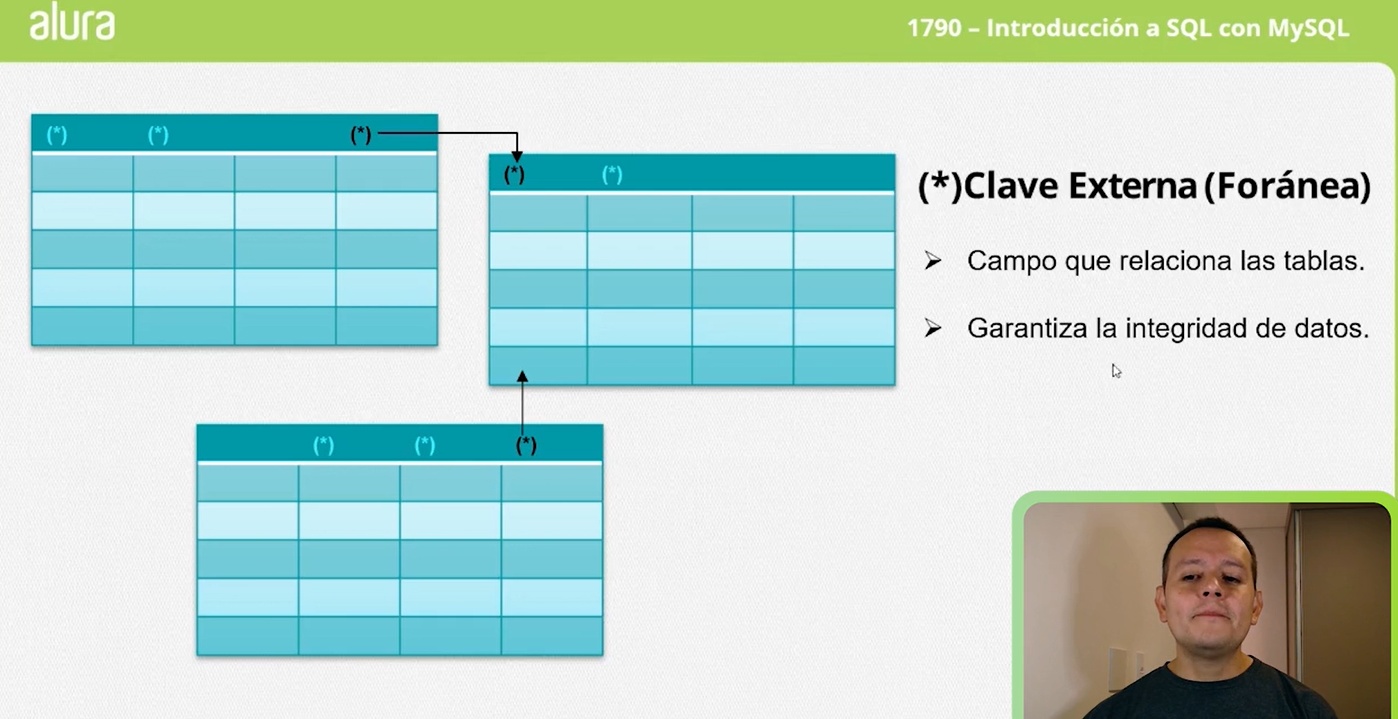 alura
1790 – Introducción a SQL con MySQL
(*) (*) (*)
(*) (*)
(*)Clave Externa (Foránea)
➢ Campo que relaciona las tablas.
➢ Garantiza la integridad de datos.
(*) (*) (*)